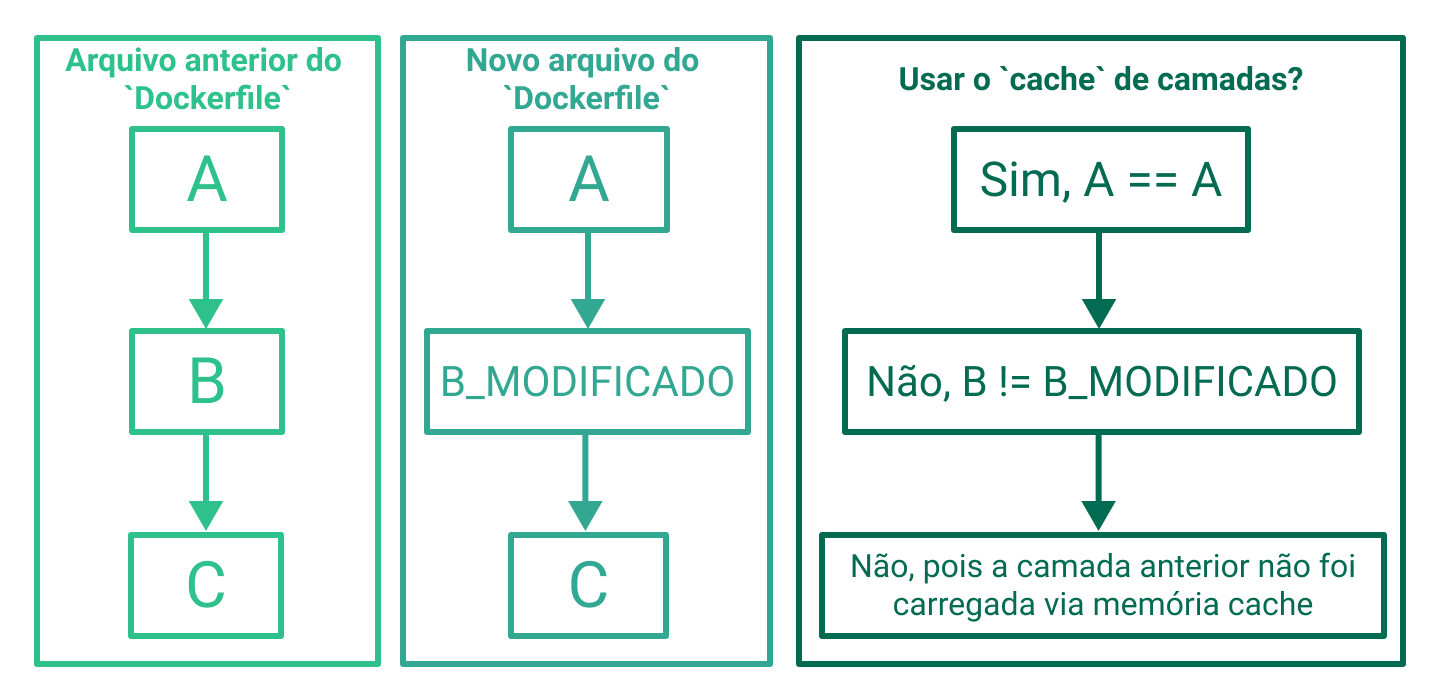 Arquivo anterior do
`Dockerfile`
A
B
C
Novo arquivo do
`Dockerfile`
A
B_MODIFICADO
C
Usar o `cache` de camadas?
Sim, A == A
Não, B != B_MODIFICADO
Não, pois a camada anterior não foi
carregada via memória cache